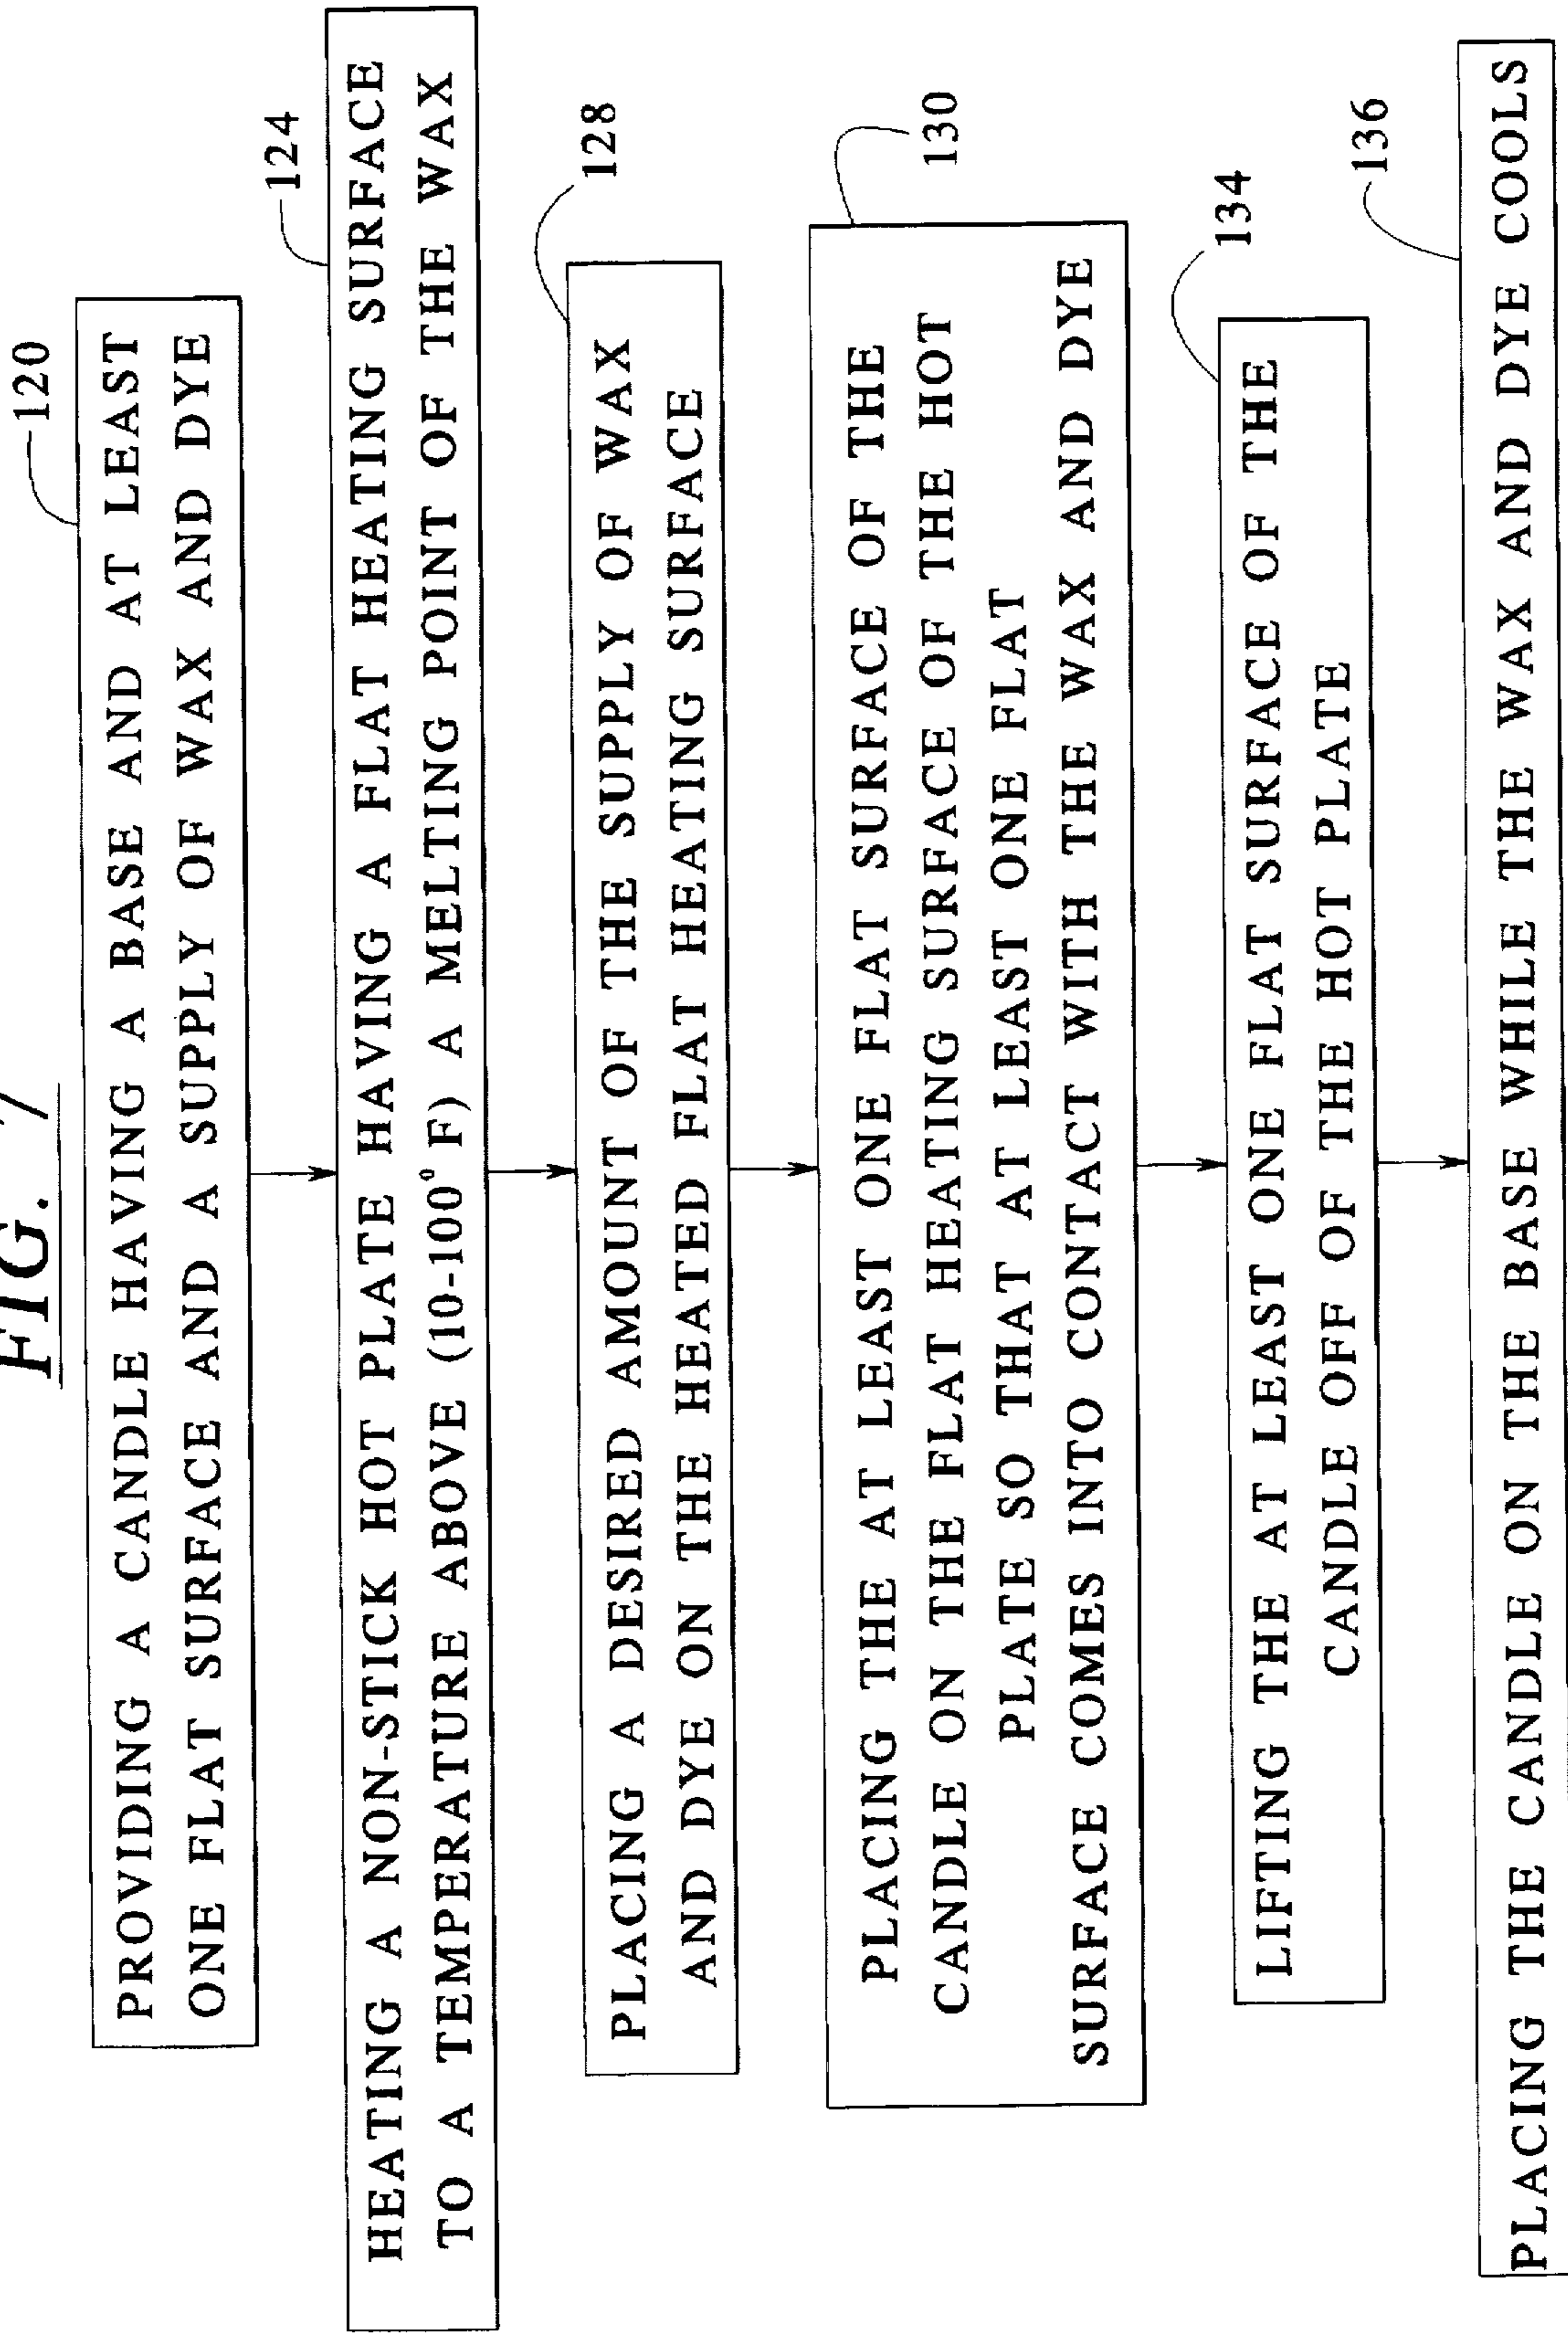 FIG. 7
120
PROVIDING A CANDLE HAVING A BASE AND AT LEAST
ONE FLAT SURFACE AND A SUPPLY OF WAX AND DYE
124
HEATING A NON-STICK HOT PLATE HAVING A FLAT HEATING SURFACE
TO A TEMPERATURE ABOVE (10-100° F) A MELTING POINT OF THE WAX
128
PLACING A DESIRED AMOUNT OF THE SUPPLY OF WAX
AND DYE ON THE HEATED FLAT HEATING SURFACE
130
PLACING THE AT LEAST ONE FLAT SURFACE OF THE
CANDLE ON THE FLAT HEATING SURFACE OF THE HOT
PLATE SO THAT AT LEAST ONE FLAT
SURFACE COMES INTO CONTACT WITH THE WAX AND DYE
134
LIFTING THE AT LEAST ONE FLAT SURFACE OF THE
CANDLE OFF OF THE HOT PLATE
136
PLACING THE CANDLE ON THE BASE WHILE THE WAX AND DYE COOLS